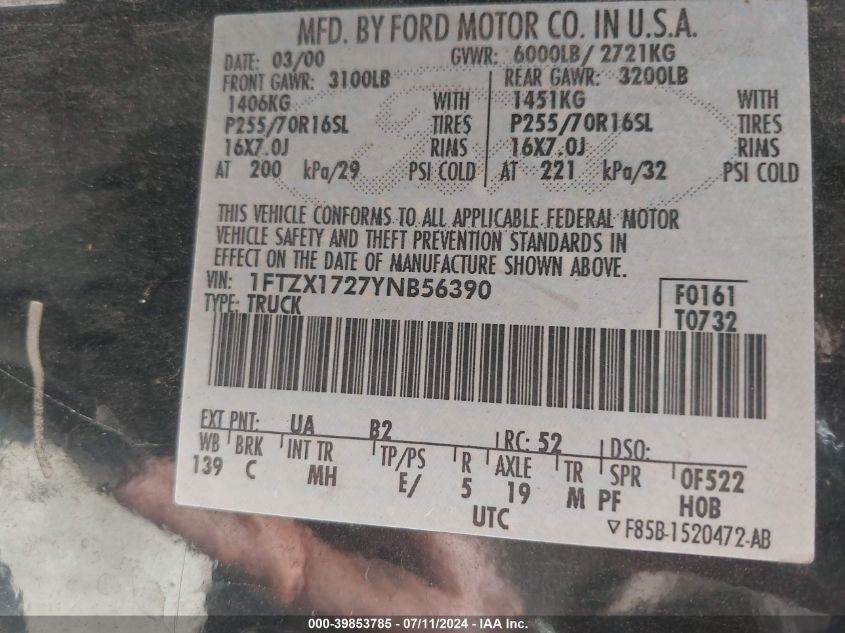 MFD. BY FORD MOTOR CO. IN U.S.A.
DATE: 03/00 GVWR: 6000LB/ 2721KG
FRONT GAWR: 3100LB REAR GAWR: 3200LB
1406KG WITH 1451KG WITH
P255/70R16SL TIRES P255/70R16SL TIRES
16X7.0J RIMS 16X7.0J RIMS
AT 200 kPa/29 PSI COLD AT 221 kPa/32 PSI COLD
THIS VEHICLE CONFORMS TO ALL APPLICABLE FEDERAL MOTOR
VEHICLE SAFETY AND THEFT PREVENTION STANDARDS IN
EFFECT ON THE DATE OF MANUFACTURE SHOWN ABOVE.
VIN: 1FTZX1727YNB56390 F0161
TYPE: TRUCK T0732
EXT PNT: UA B2 RC: 52 DSO:
WB BRK INT TR TP/PS R AXLE TR SPR 0F522
139 C MH E/ 5 19 M PF HOB
UTC F85B-1520472-AB
000-39853785 - 07/11/2024 - IAA Inc.